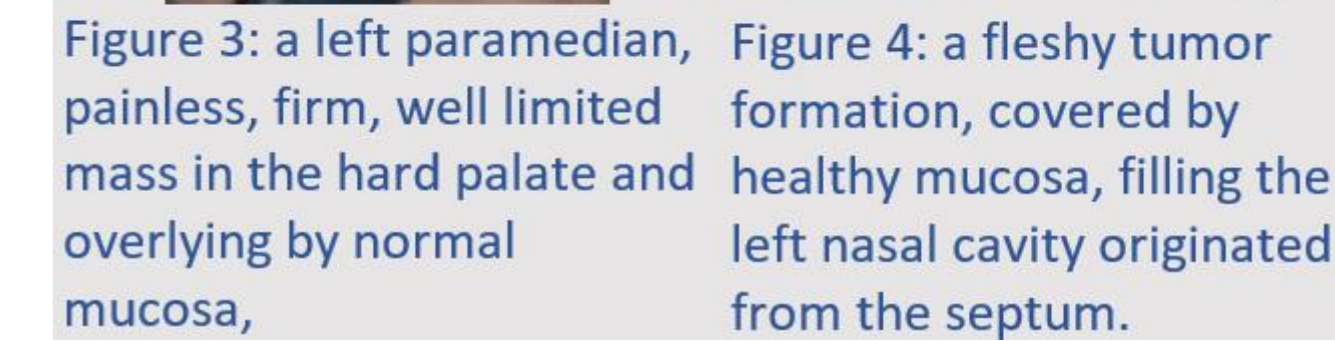 Figure 3: a left paramedian,
painless, firm, well limited
mass in the hard palate and
overlying by normal
mucosa,
Figure 4: a fleshy tumor
formation, covered by
healthy mucosa, filling the
left nasal cavity originated
from the septum.